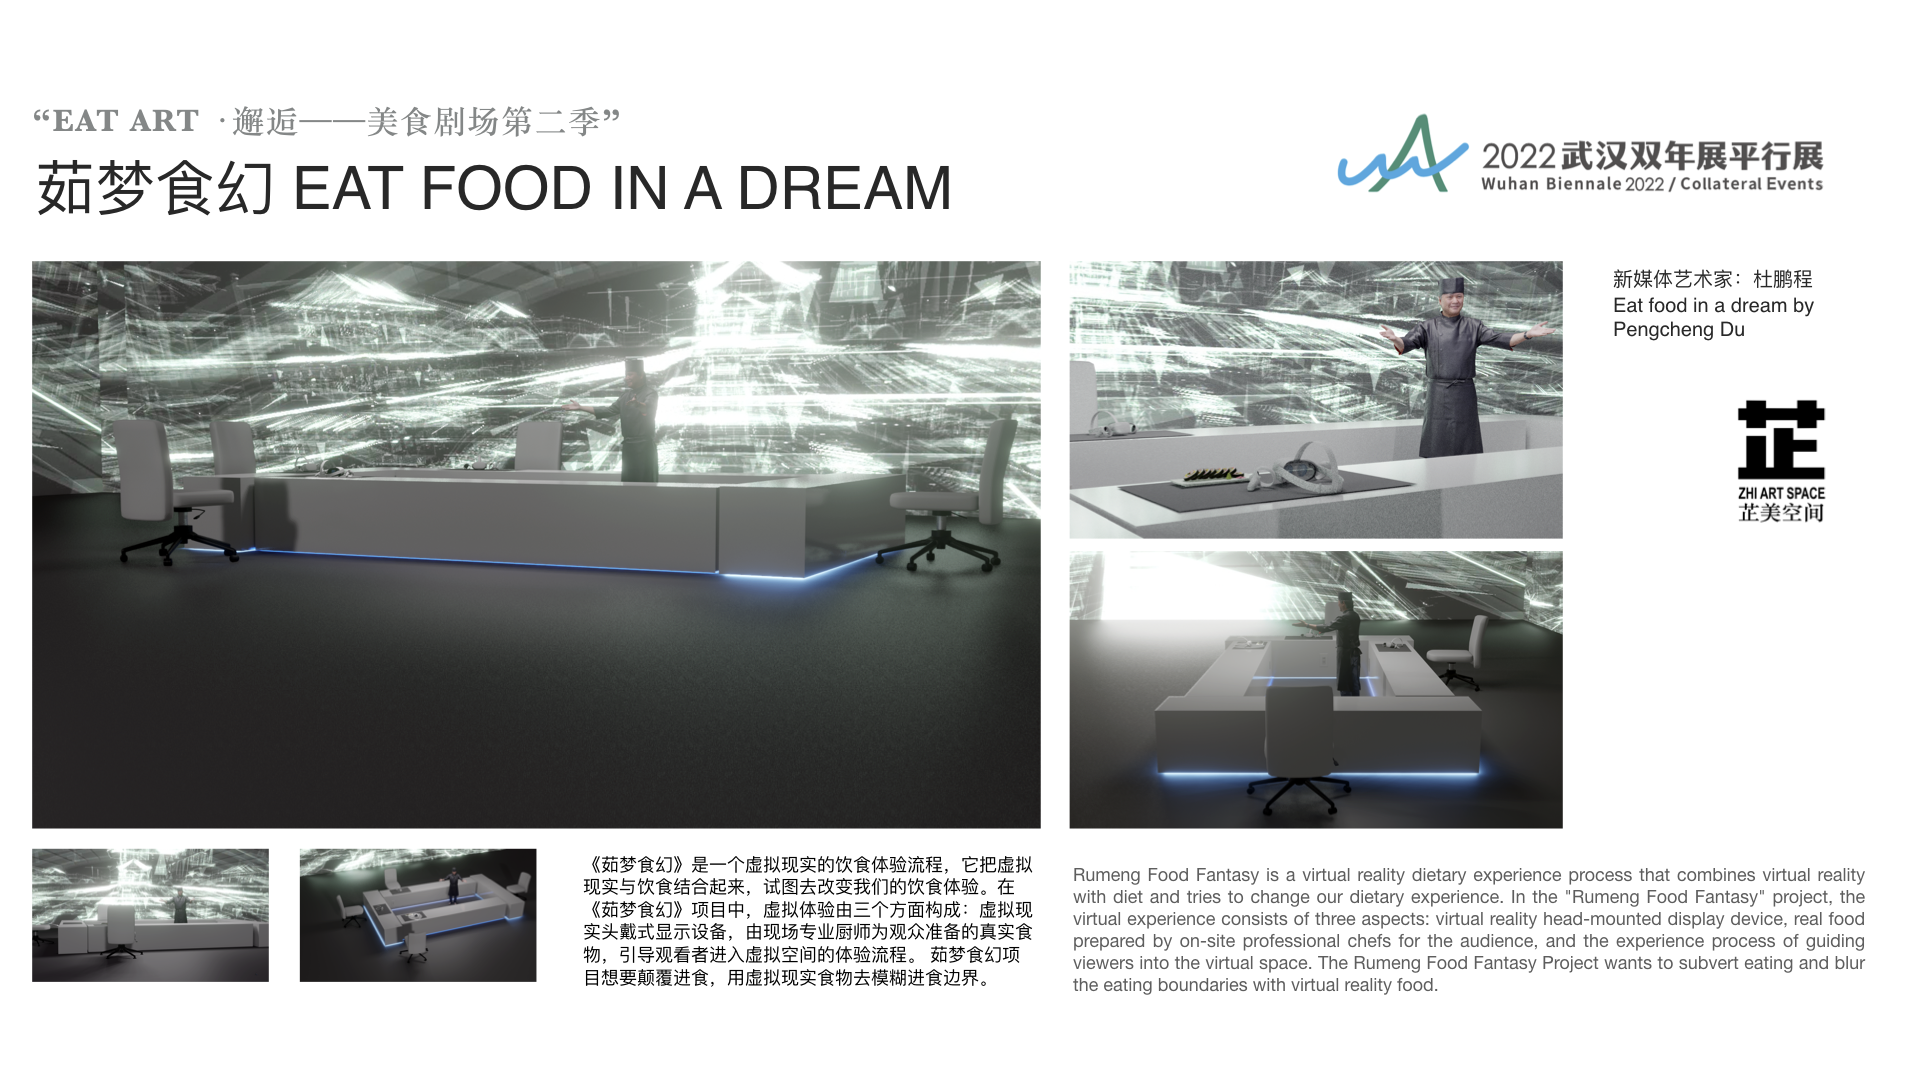 “EAT ART ·邂逅——美食剧场第二季”
茹梦食幻 EAT FOOD IN A DREAM
2022武汉双年展平行展
Wuhan Biennale 2022 / Collateral Events
新媒体艺术家：杜鹏程
Eat food in a dream by
Pengcheng Du
芷
ZHI ART SPACE
芷美空间
《茹梦食幻》是一个虚拟现实的饮食体验流程，它把虚拟
现实与饮食结合起来，试图去改变我们的饮食体验。在
《茹梦食幻》项目中，虚拟体验由三个方面构成：虚拟现
实头戴式显示设备，由现场专业厨师为观众准备的真实食
物，引导观看者进入虚拟空间的体验流程。 茹梦食幻项
目想要颠覆进食，用虚拟现实食物去模糊进食边界。
Rumeng Food Fantasy is a virtual reality dietary experience process that combines virtual reality
with diet and tries to change our dietary experience. In the "Rumeng Food Fantasy" project, the
virtual experience consists of three aspects: virtual reality head-mounted display device, real food
prepared by on-site professional chefs for the audience, and the experience process of guiding
viewers into the virtual space. The Rumeng Food Fantasy Project wants to subvert eating and blur
the eating boundaries with virtual reality food.